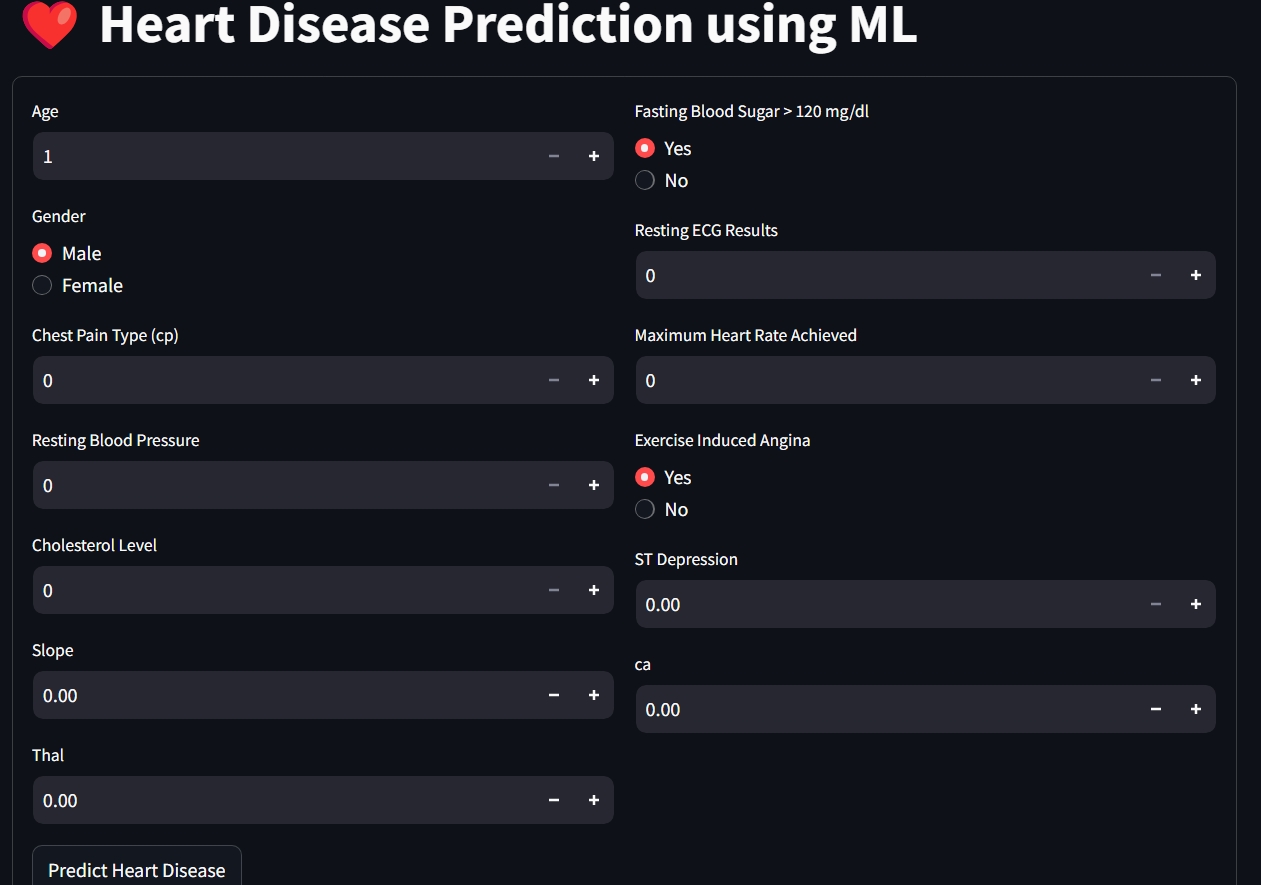 Heart Disease Prediction using ML
Age
1
Gender
Male
Female
Chest Pain Type (cp)
0
Resting Blood Pressure
0
Cholesterol Level
0
Slope
0.00
Thal
0.00
Predict Heart Disease
Fasting Blood Sugar > 120 mg/dl
Yes
No
Resting ECG Results
0
Maximum Heart Rate Achieved
0
Exercise Induced Angina
Yes
No
ST Depression
0.00
ca
0.00